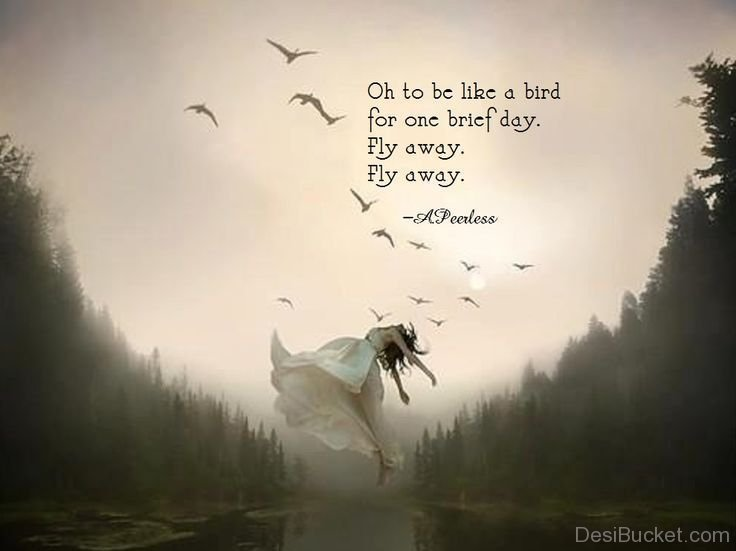 Oh to be like a bird
for one brief day.
Fly away.
Fly away.
-APeerless
DesiBucket.com